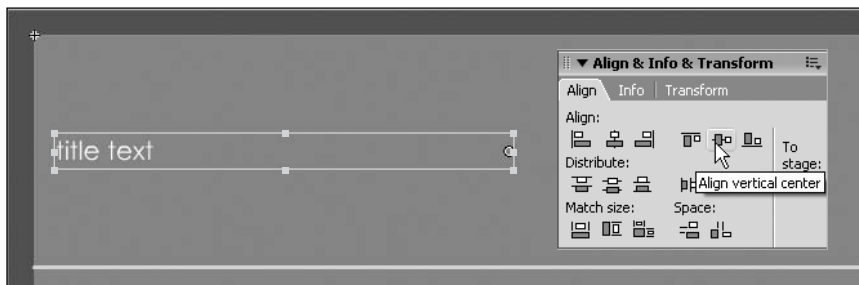 title text
Align & Info & Transform
Align Info Transform
Align:
To
stage:
Distribute:
Align vertical center
Match size: Space: